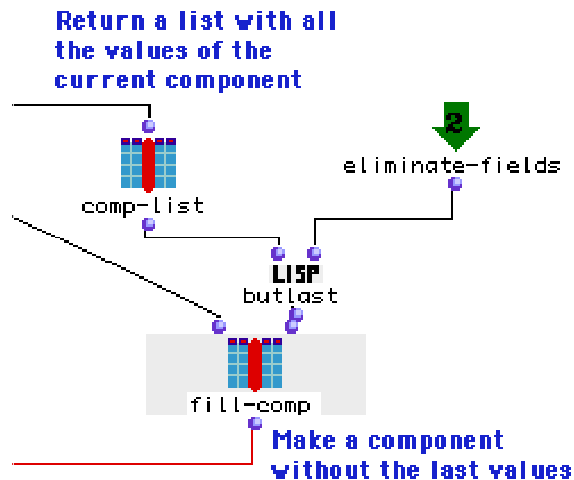 Return a list with all
the values of the
current component
2
eliminate-fields
comp-list
LISP
butlast
fill-comp
Make a component
without the last values